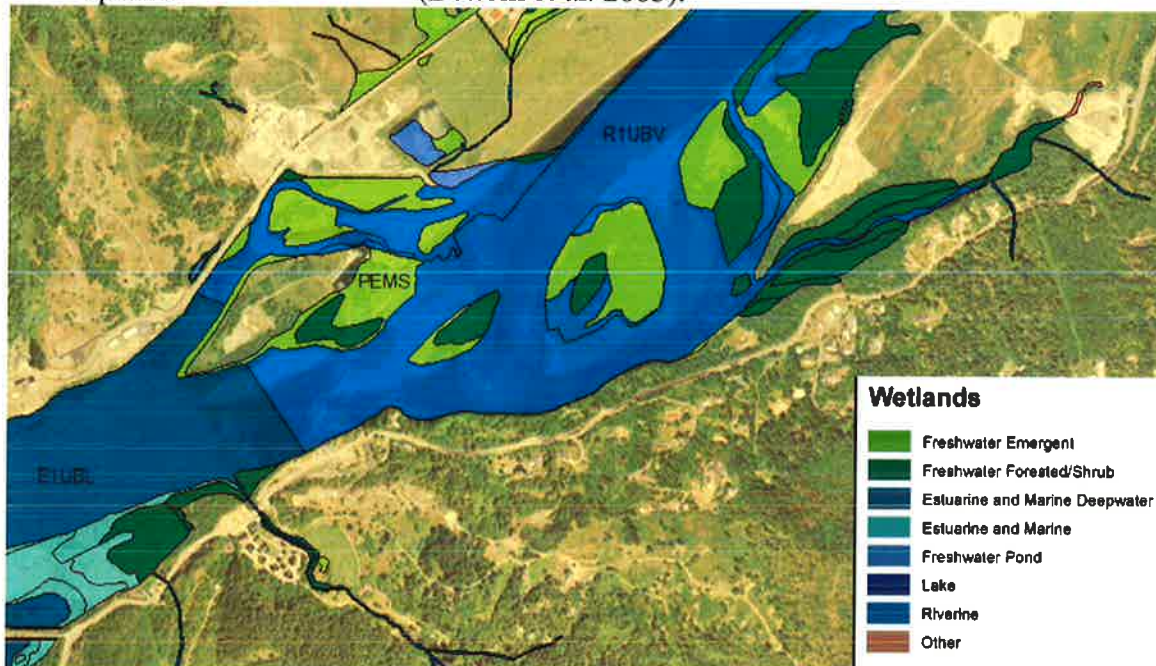 R1UBV
PEMS
E1UBL
Wetlands
Freshwater Emergent
Freshwater Forested/Shrub
Estuarine and Marine Deepwater
Estuarine and Marine
Freshwater Pond
Lake
Riverine
Other